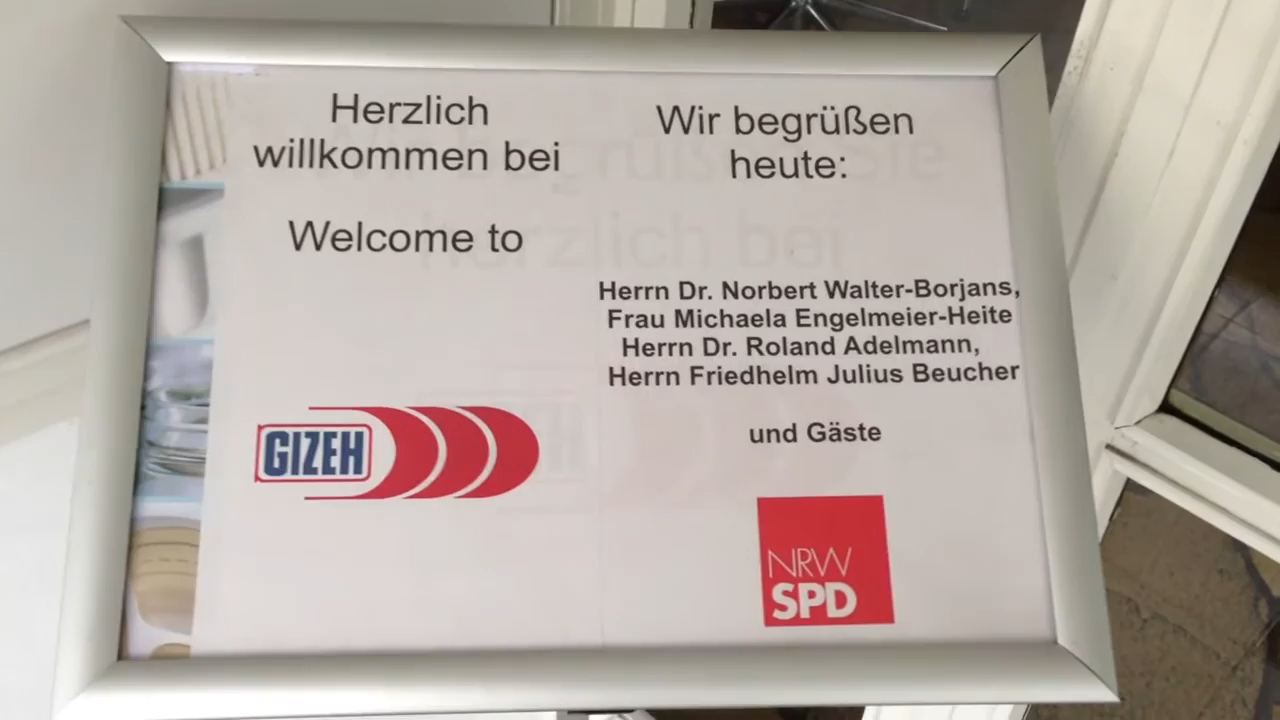 Herzlich
willkommen bei
Welcome to
GIZEH
Wir begrüßen
heute:
Herrn Dr. Norbert Walter-Borjans,
Frau Michaela Engelmeier-Heite
Herrn Dr. Roland Adelmann,
Herrn Friedhelm Julius Beucher
und Gäste
NRW
SPD